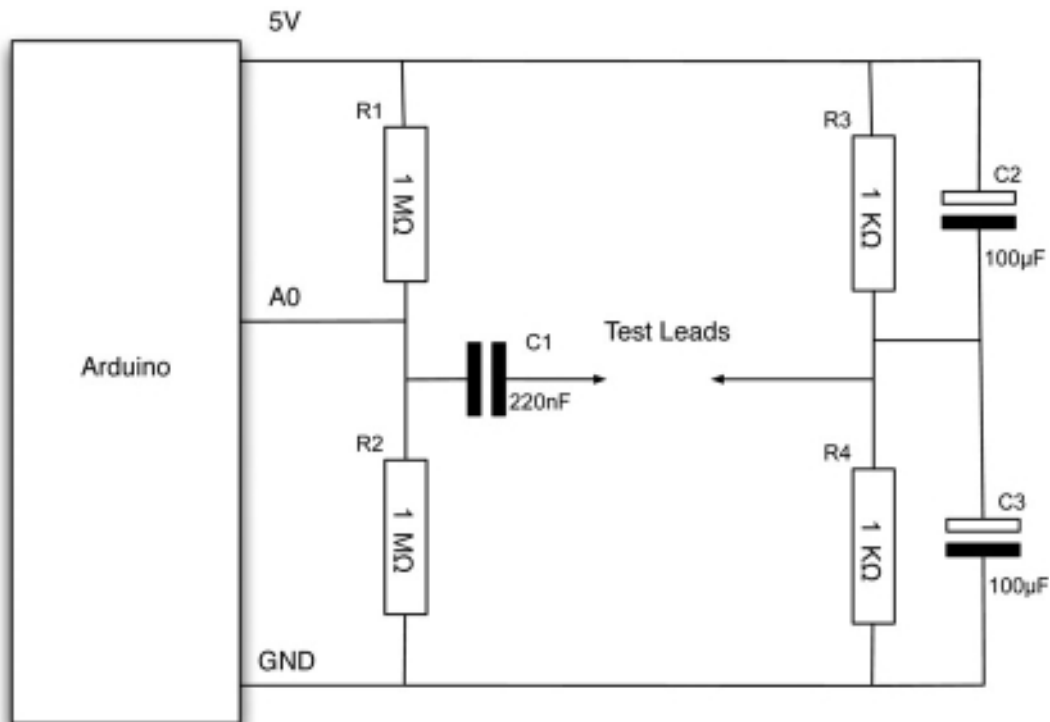 5V
R1
1 MΩ
R3
1 KΩ
C2
100µF
A0
Arduino
C1
220nF
Test Leads
R2
1 MΩ
R4
1 KΩ
C3
100µF
GND